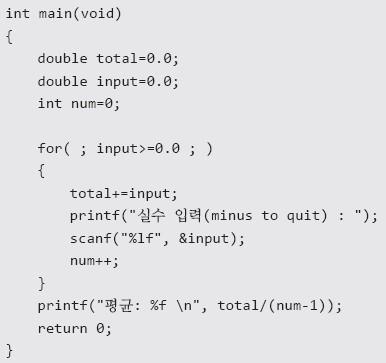 int main(void)
{
    double total=0.0;
    double input=0.0;
    int num=0;

    for( ; input>=0.0 ; )
    {
        total+=input;
        printf("실수 입력(minus to quit) : ");
        scanf("%lf", &input);
        num++;
    }
    printf("평균: %f \n", total/(num-1));
    return 0;
}